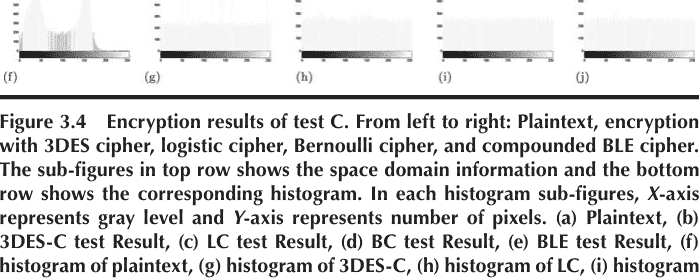 (f) (g) (h) (i) (j)
Figure 3.4 Encryption results of test C. From left to right: Plaintext, encryption
with 3DES cipher, logistic cipher, Bernoulli cipher, and compounded BLE cipher.
The sub-figures in top row shows the space domain information and the bottom
row shows the corresponding histogram. In each histogram sub-figures, X-axis
represents gray level and Y-axis represents number of pixels. (a) Plaintext, (b)
3DES-C test Result, (c) LC test Result, (d) BC test Result, (e) BLE test Result, (f)
histogram of plaintext, (g) histogram of 3DES-C, (h) histogram of LC, (i) histogram